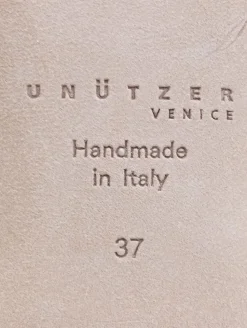 UNÜTZER
VENICE
Handmade
in Italy
37